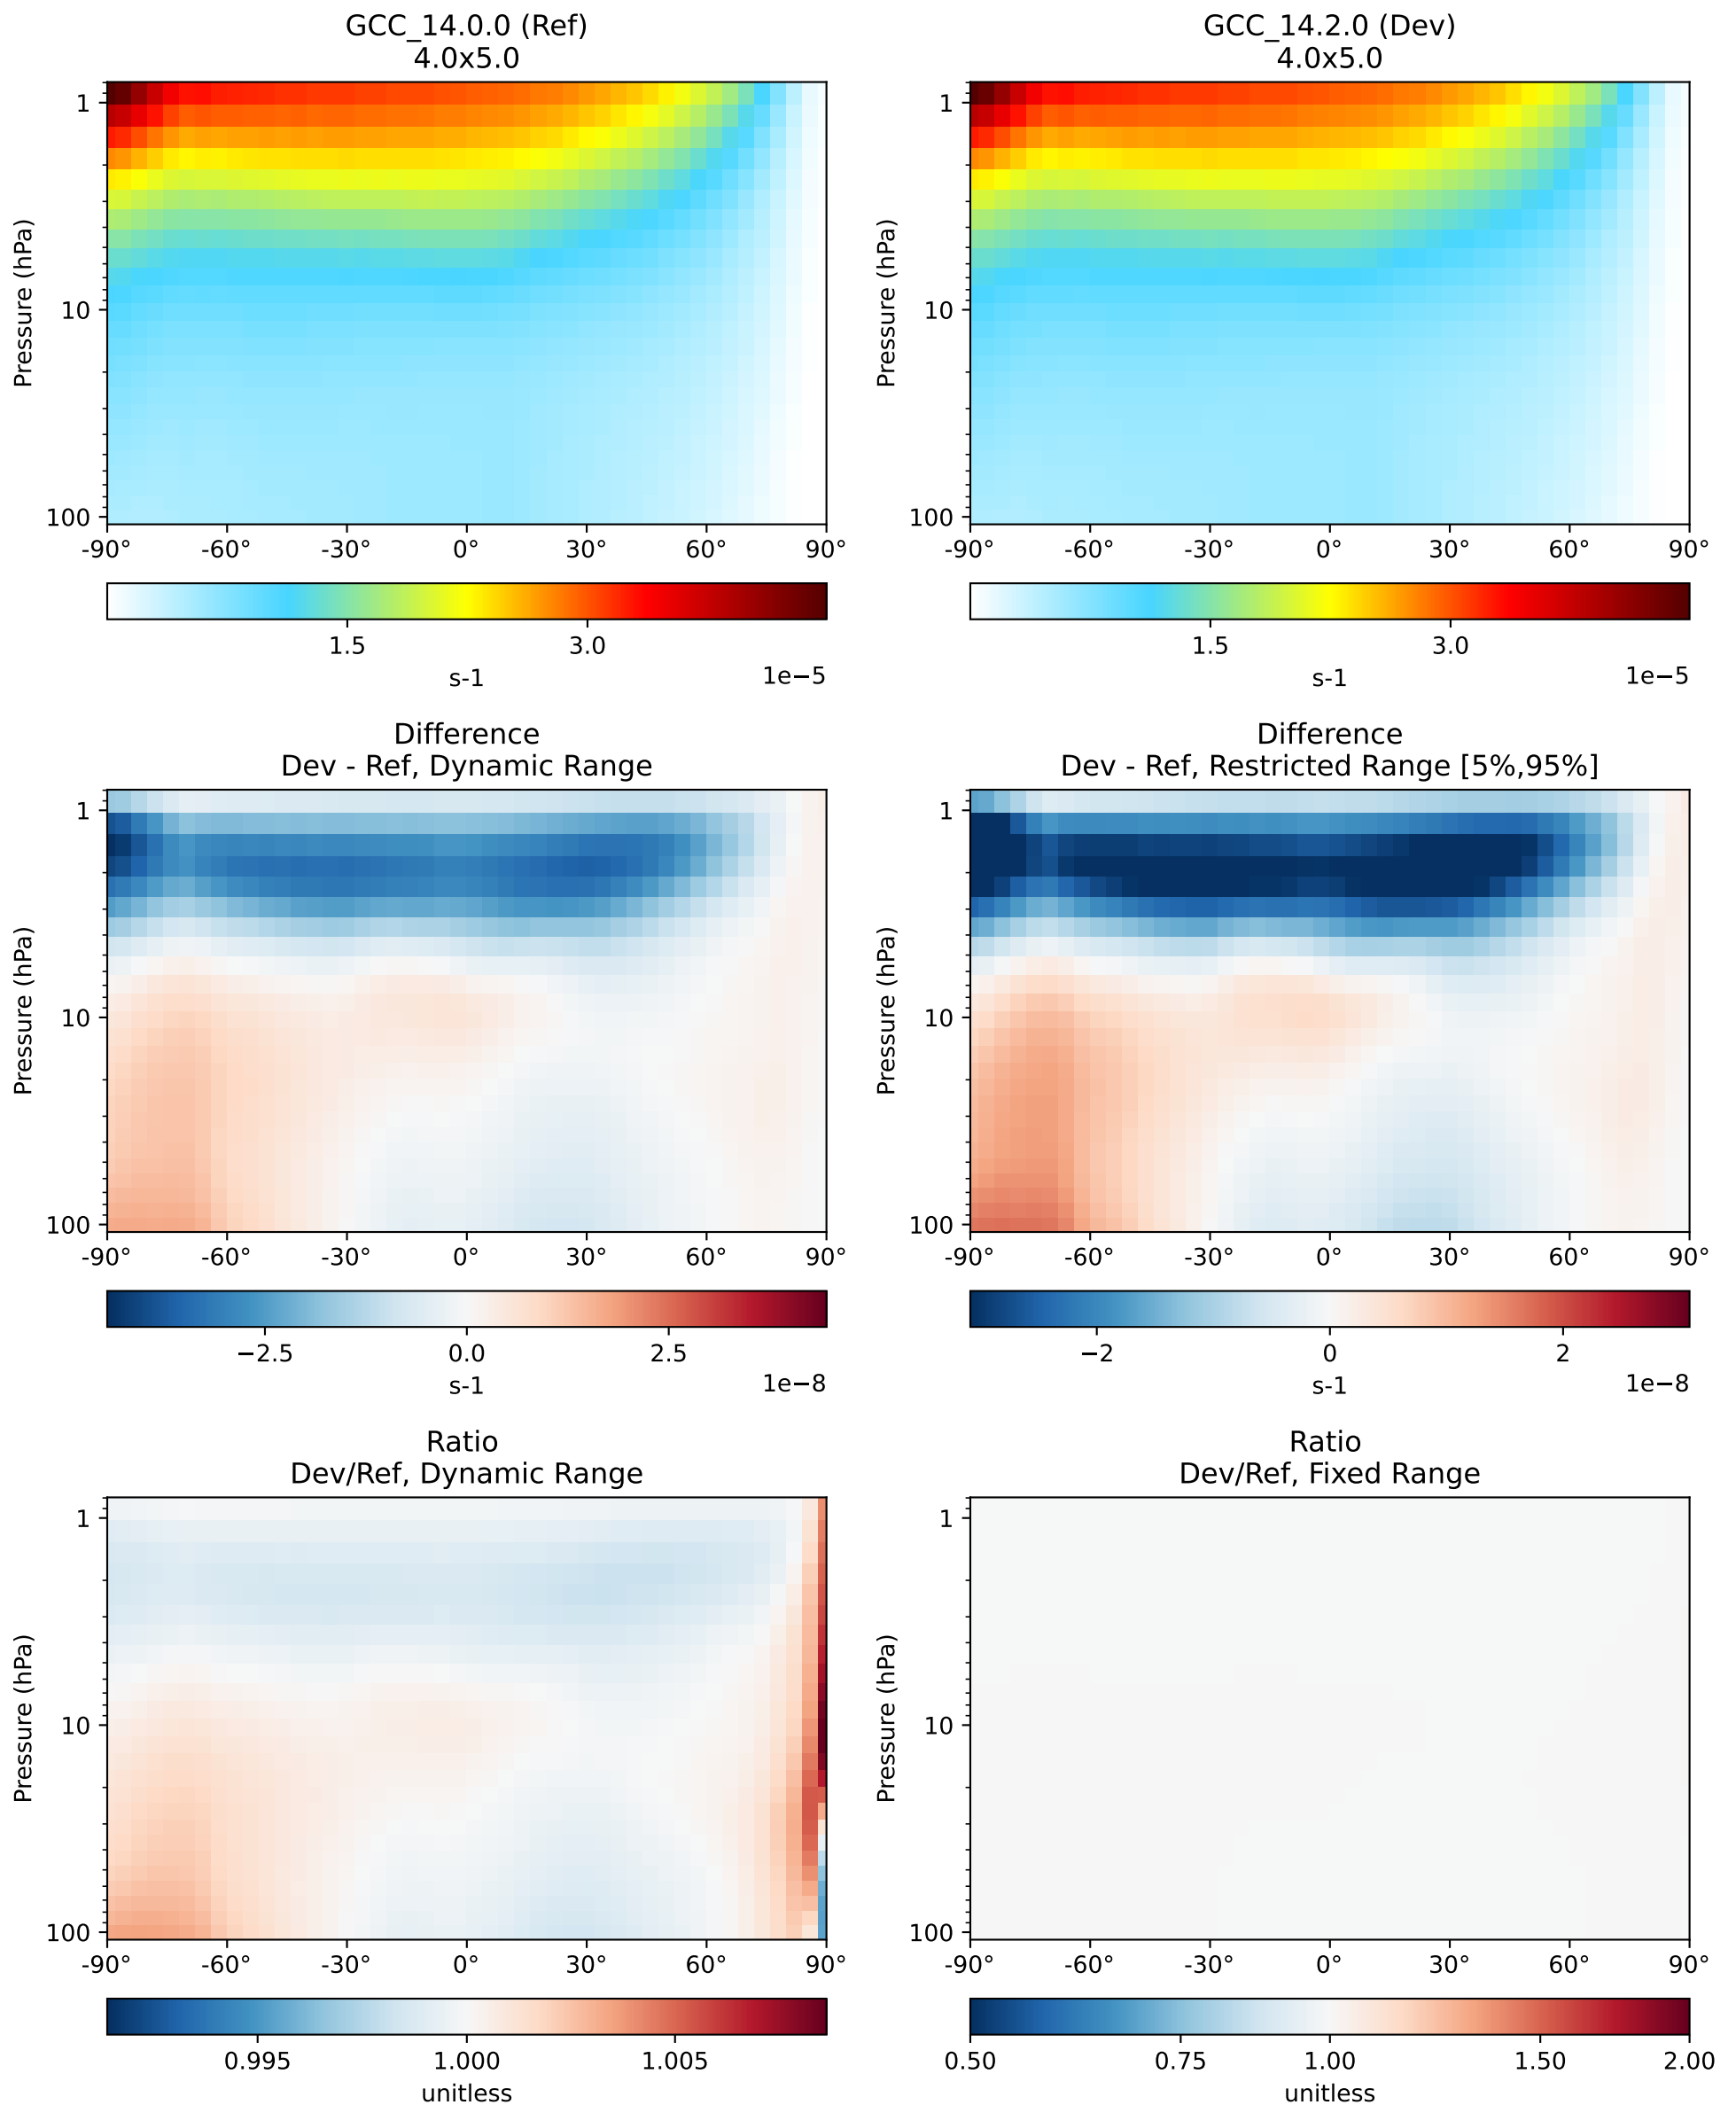 GCC_14.0.0 (Ref)
4.0x5.0
Pressure (hPa)
1
10
100
-90° -60° -30° 0° 30° 60° 90°
1.5 3.0
s-1
1e−5
GCC_14.2.0 (Dev)
4.0x5.0
Pressure (hPa)
1
10
100
-90° -60° -30° 0° 30° 60° 90°
1.5 3.0
s-1
1e−5
Difference
Dev - Ref, Dynamic Range
Pressure (hPa)
1
10
100
-90° -60° -30° 0° 30° 60° 90°
−2.5 0.0 2.5
s-1
1e−8
Difference
Dev - Ref, Restricted Range [5%,95%]
Pressure (hPa)
1
10
100
-90° -60° -30° 0° 30° 60° 90°
−2 0 2
s-1
1e−8
Ratio
Dev/Ref, Dynamic Range
Pressure (hPa)
1
10
100
-90° -60° -30° 0° 30° 60° 90°
0.995 1.000 1.005
unitless
Ratio
Dev/Ref, Fixed Range
Pressure (hPa)
1
10
100
-90° -60° -30° 0° 30° 60° 90°
0.50 0.75 1.00 1.50 2.00
unitless